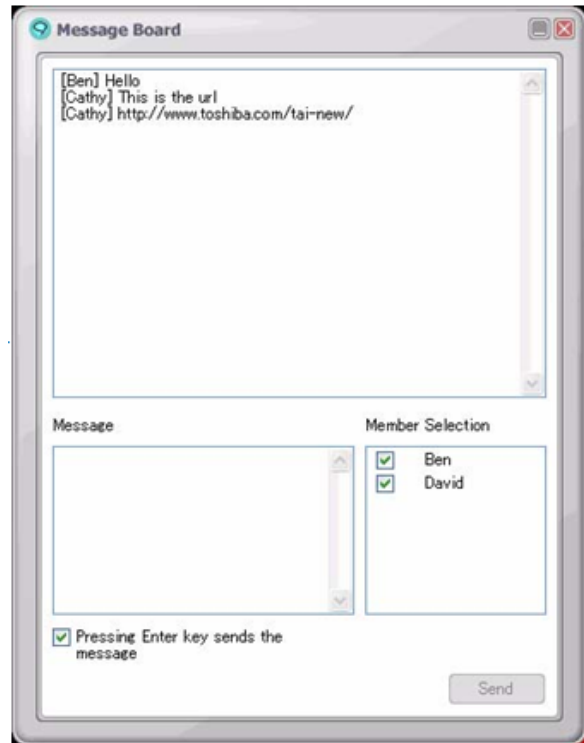 Message Board
[Ben] Hello
[Cathy] This is the url
[Cathy] http://www.toshiba.com/tai-new/
Message
Member Selection
Ben
David
Pressing Enter key sends the
message
Send